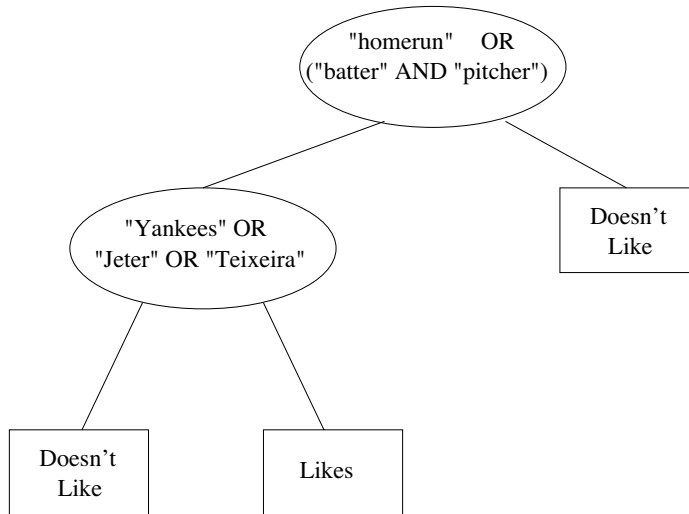 "homerun" OR
("batter" AND "pitcher")
"Yankees" OR
"Jeter" OR "Teixeira"
Doesn't
Like
Doesn't
Like
Likes